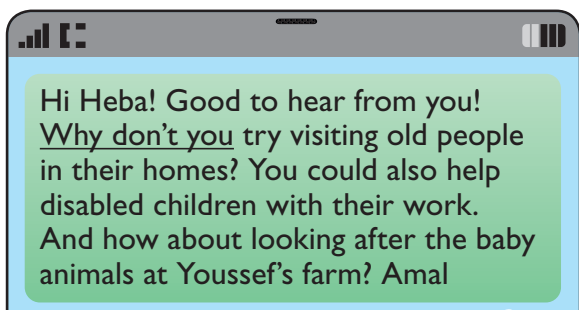 Hi Heba! Good to hear from you!
Why don't you try visiting old people
in their homes? You could also help
disabled children with their work.
And how about looking after the baby
animals at Youssef's farm? Amal